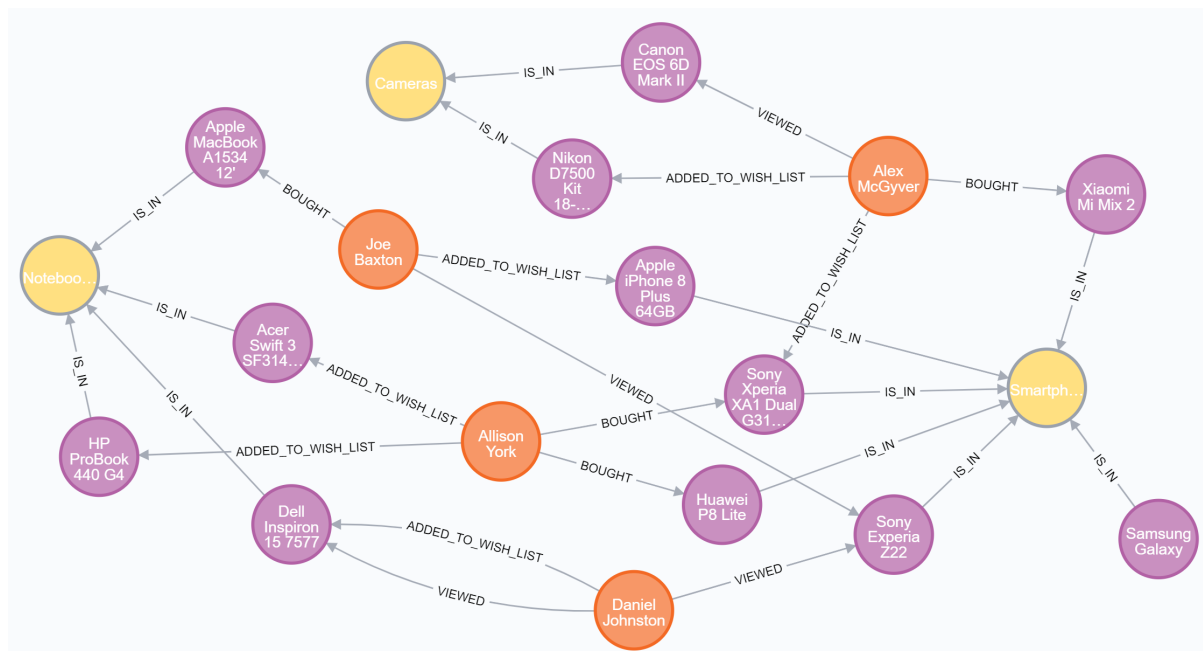 Canon
EOS 6D
Mark II
Cameras
IS_IN
VIEWED
Apple
MacBook
A1534
12'
IS_IN
Nikon
D7500
Kit
18-…
ADDED_TO_WISH_LIST
Alex
McGyver
BOUGHT
Xiaomi
Mi Mix 2
BOUGHT
IS_IN
Joe
Baxton
ADDED_TO_WISH_LIST
Apple
iPhone 8
Plus
64GB
ADDED_TO_WISH_LIST
IS_IN
Noteboo…
IS_IN
Acer
Swift 3
SF314…
IS_IN
Sony
Xperia
XA1 Dual
G31…
IS_IN
Smartph…
VIEWED
ADDED_TO_WISH_LIST
IS_IN
IS_IN
BOUGHT
Allison
York
ADDED_TO_WISH_LIST
HP
ProBook
440 G4
BOUGHT
IS_IN
IS_IN
IS_IN
Huawei
P8 Lite
Dell
Inspiron
15 7577
ADDED_TO_WISH_LIST
Sony
Experia
Z22
Samsung
Galaxy
VIEWED
VIEWED
Daniel
Johnston